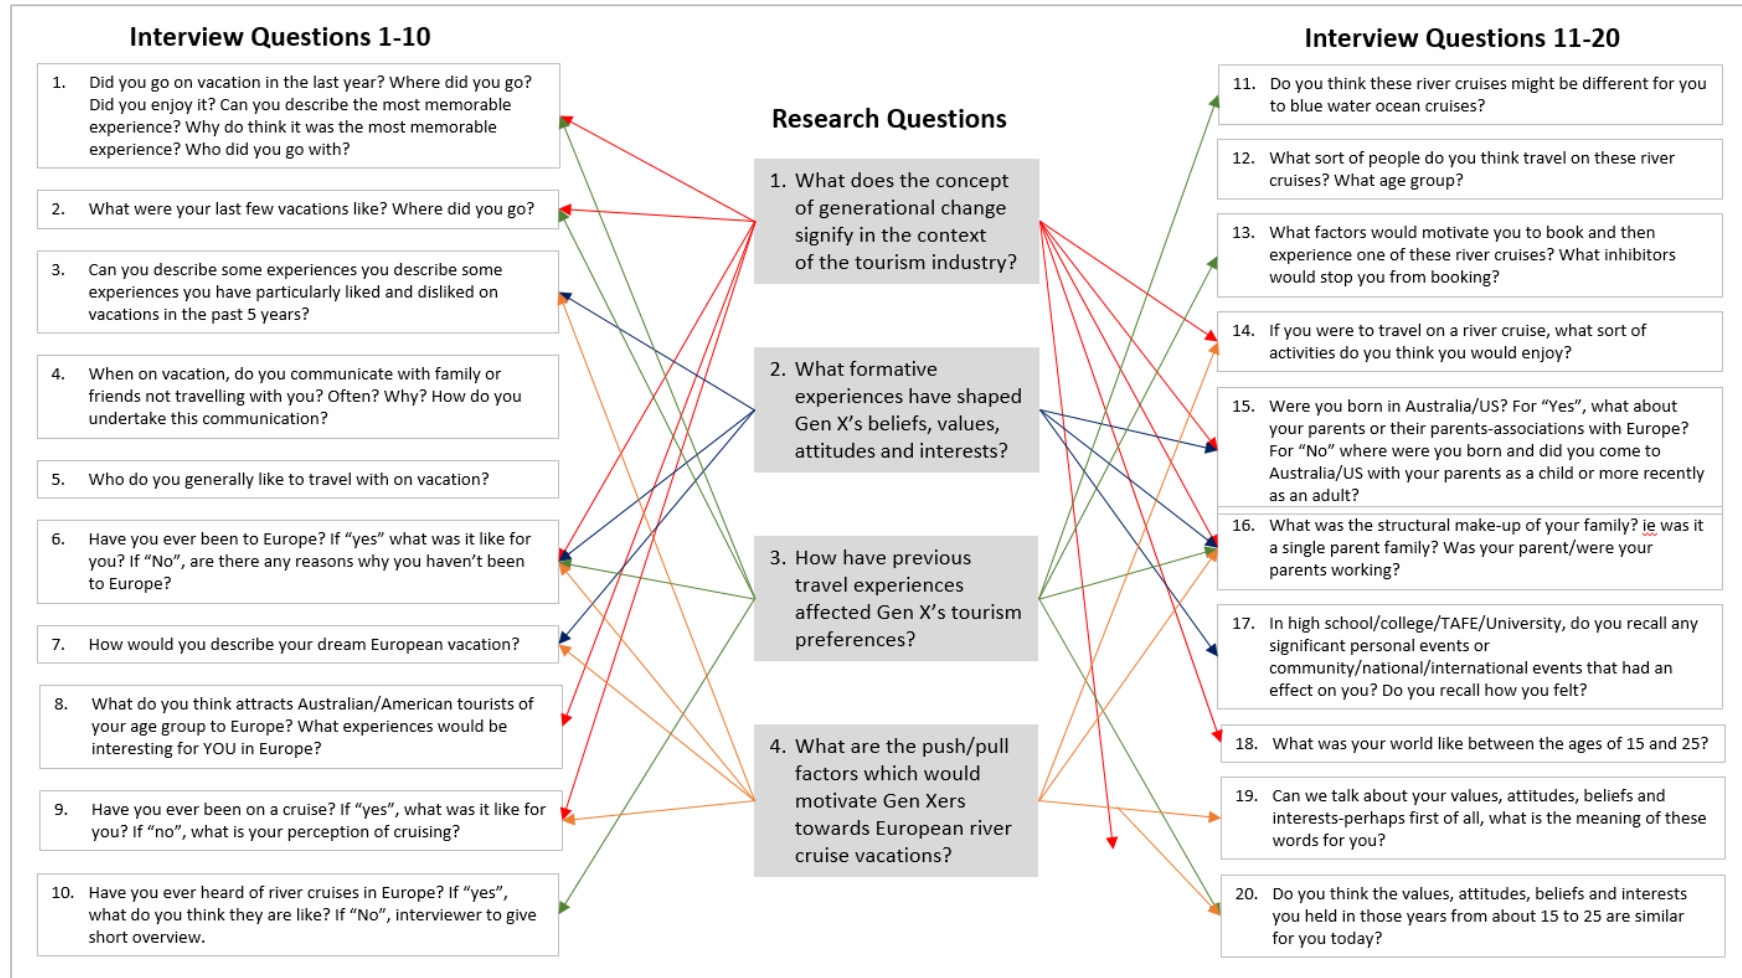 Interview Questions 1-10
1. Did you go on vacation in the last year? Where did you go?
Did you enjoy it? Can you describe the most memorable
experience? Why do think it was the most memorable
experience? Who did you go with?
2. What were your last few vacations like? Where did you go?
3. Can you describe some experiences you describe some
experiences you have particularly liked and disliked on
vacations in the past 5 years?
4. When on vacation, do you communicate with family or
friends not travelling with you? Often? Why? How do you
undertake this communication?
5. Who do you generally like to travel with on vacation?
6. Have you ever been to Europe? If “yes” what was it like for
you? If “No”, are there any reasons why you haven’t been
to Europe?
7. How would you describe your dream European vacation?
8. What do you think attracts Australian/American tourists of
your age group to Europe? What experiences would be
interesting for YOU in Europe?
9. Have you ever been on a cruise? If “yes”, what was it like for
you? If “no”, what is your perception of cruising?
10. Have you ever heard of river cruises in Europe? If “yes”,
what do you think they are like? If “No”, interviewer to give
short overview.
Research Questions
1. What does the concept
of generational change
signify in the context
of the tourism industry?
2. What formative
experiences have shaped
Gen X’s beliefs, values,
attitudes and interests?
3. How have previous
travel experiences
affected Gen X’s tourism
preferences?
4. What are the push/pull
factors which would
motivate Gen Xers
towards European river
cruise vacations?
Interview Questions 11-20
11. Do you think these river cruises might be different for you
to blue water ocean cruises?
12. What sort of people do you think travel on these river
cruises? What age group?
13. What factors would motivate you to book and then
experience one of these river cruises? What inhibitors
would stop you from booking?
14. If you were to travel on a river cruise, what sort of
activities do you think you would enjoy?
15. Were you born in Australia/US? For “Yes”, what about
your parents or their parents-associations with Europe?
For “No” where were you born and did you come to
Australia/US with your parents as a child or more recently
as an adult?
16. What was the structural make-up of your family? ie was it
a single parent family? Was your parent/were your
parents working?
17. In high school/college/TAFE/University, do you recall any
significant personal events or
community/national/international events that had an
effect on you? Do you recall how you felt?
18. What was your world like between the ages of 15 and 25?
19. Can we talk about your values, attitudes, beliefs and
interests-perhaps first of all, what is the meaning of these
words for you?
20. Do you think the values, attitudes, beliefs and interests
you held in those years from about 15 to 25 are similar
for you today?